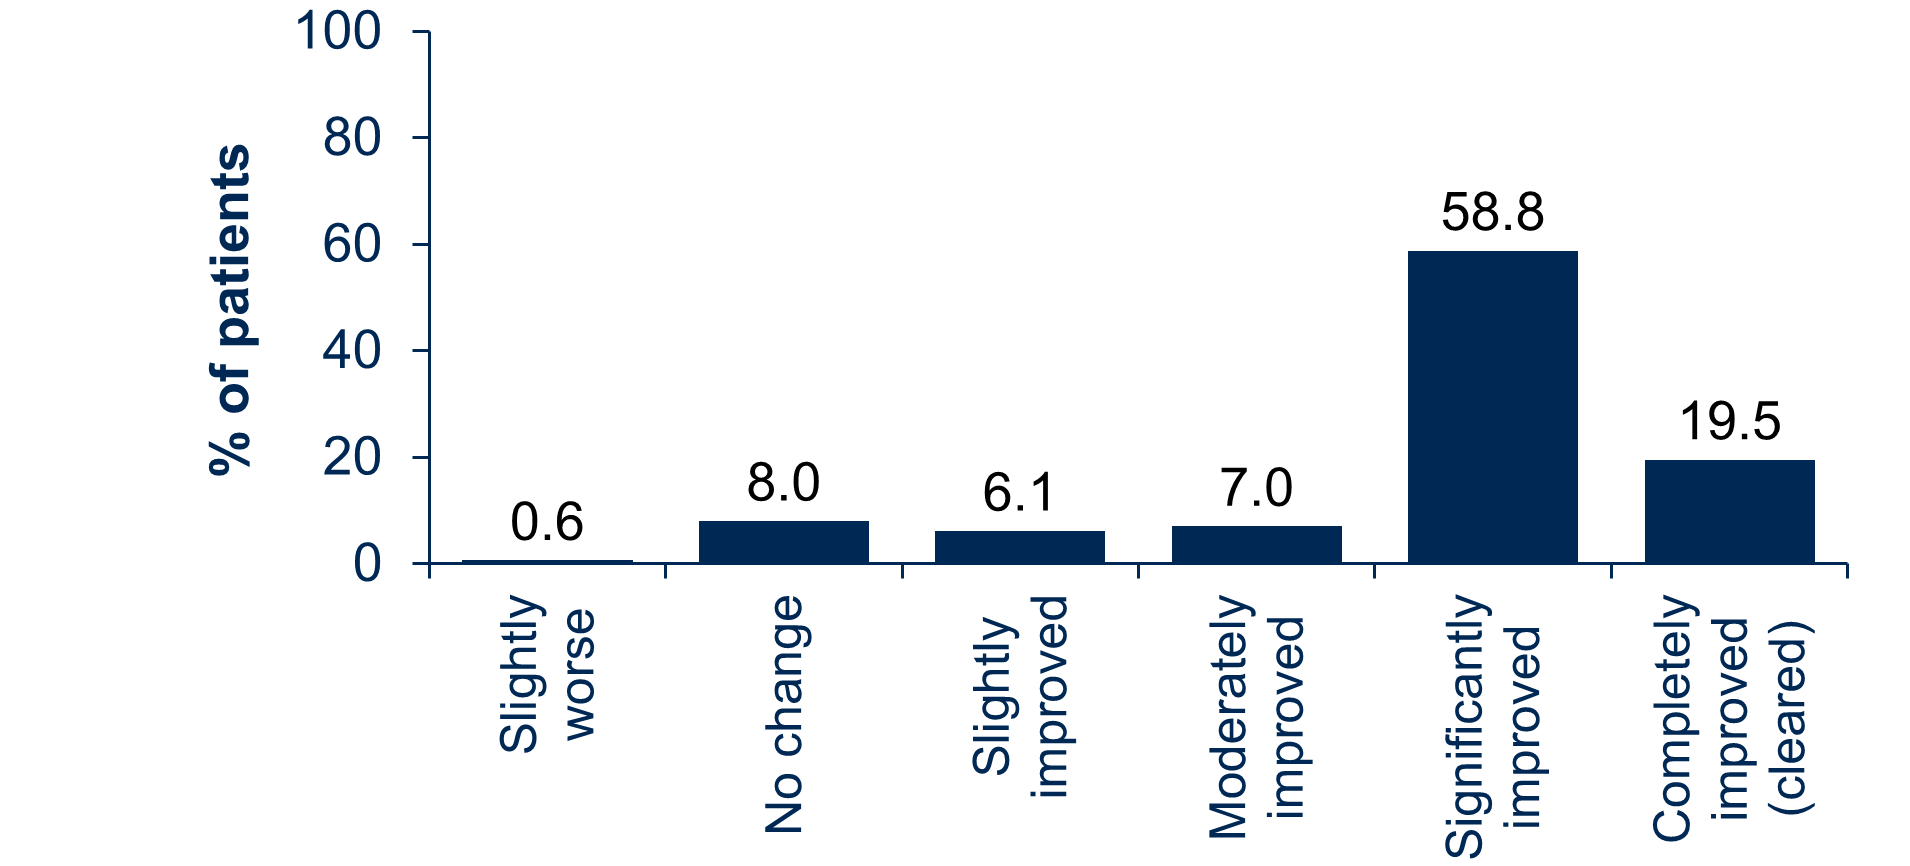 % of patients
100
80
60
40
20
0
0.6
8.0
6.1
7.0
58.8
19.5
Slightly
worse
No change
Slightly
improved
Moderately
improved
Significantly
improved
Completely
improved
(cleared)